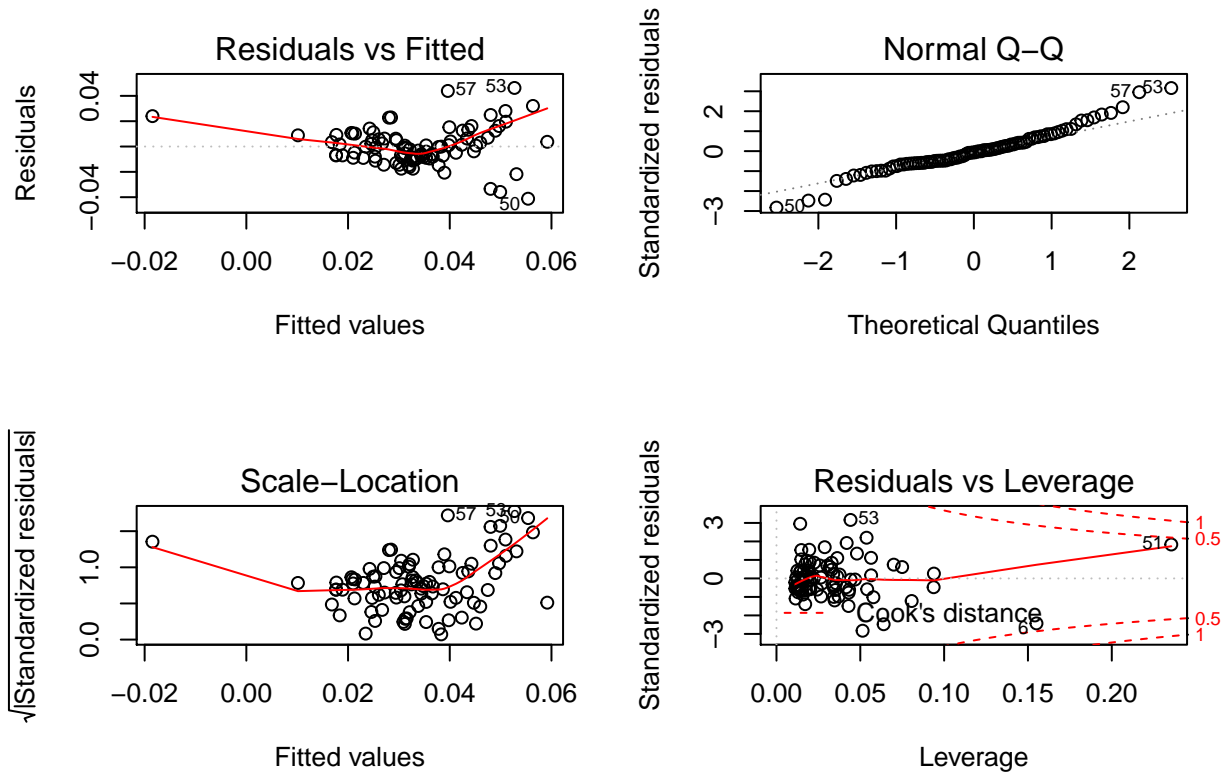 Residuals vs Fitted
Residuals
0.04
−0.04
57
53
50
−0.02 0.00 0.02 0.04 0.06
Fitted values
Normal Q−Q
Standardized residuals
2
0
−3
57
53
50
−2 −1 0 1 2
Theoretical Quantiles
Scale−Location
√|Standardized residuals|
1.0
0.0
57
53
50
−0.02 0.00 0.02 0.04 0.06
Fitted values
Residuals vs Leverage
Standardized residuals
3
0
−3
53
51
6
Cook's distance
1
0.5
0.5
1
0.00 0.05 0.10 0.15 0.20
Leverage